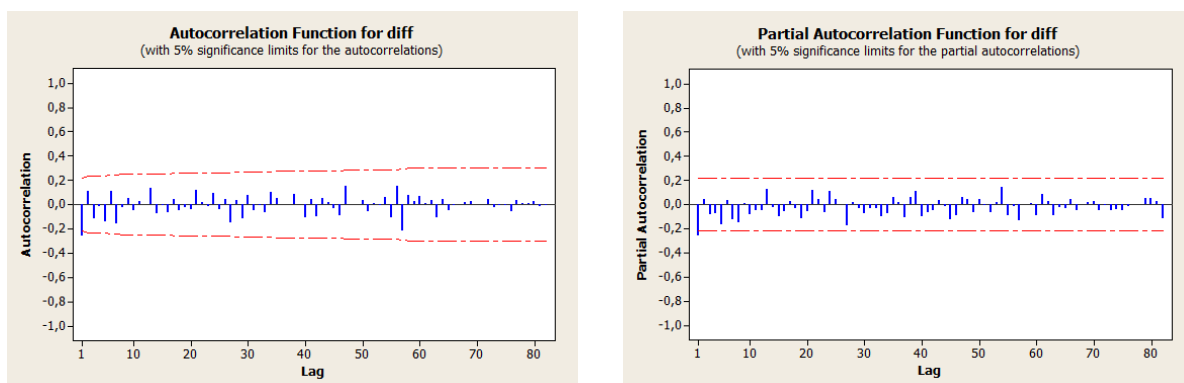 Autocorrelation Function for diff
(with 5% significance limits for the autocorrelations)
Autocorrelation
1,0
0,8
0,6
0,4
0,2
0,0
-0,2
-0,4
-0,6
-0,8
-1,0
1 10 20 30 40 50 60 70 80
Lag
Partial Autocorrelation Function for diff
(with 5% significance limits for the partial autocorrelations)
Partial Autocorrelation
1,0
0,8
0,6
0,4
0,2
0,0
-0,2
-0,4
-0,6
-0,8
-1,0
1 10 20 30 40 50 60 70 80
Lag